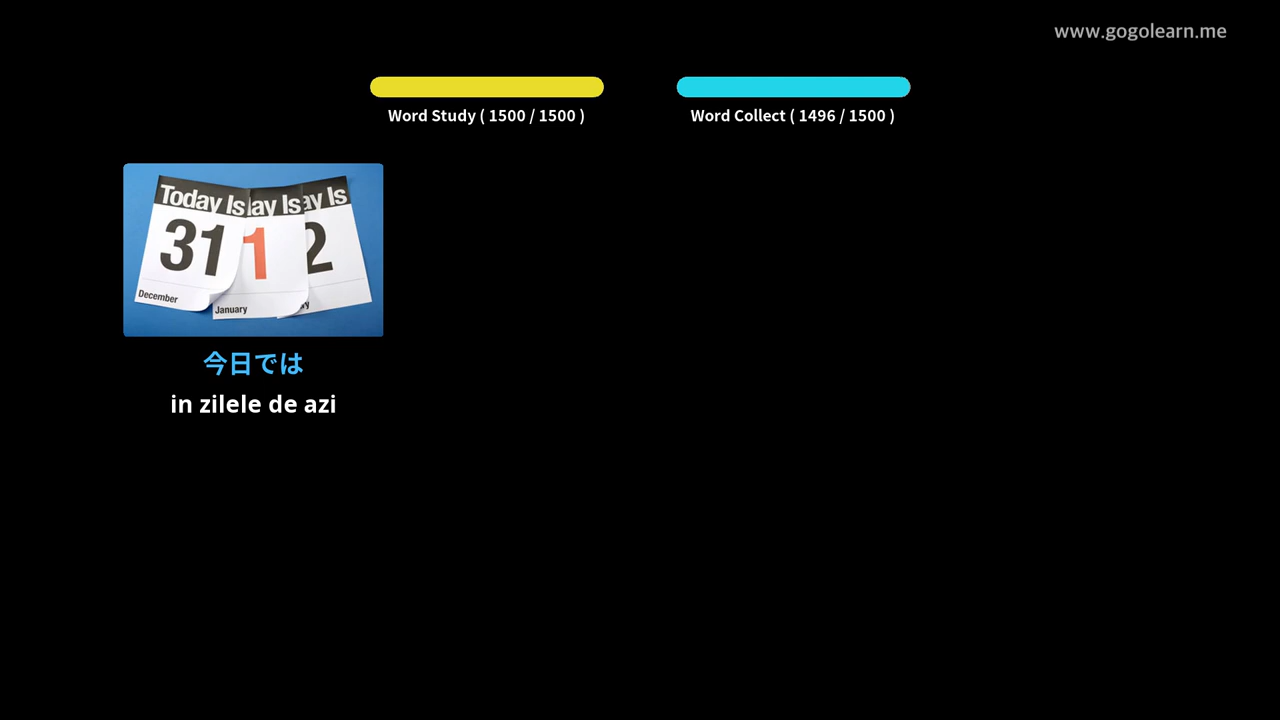 www.gogolearn.me
Word Study ( 1500 / 1500 )
Word Collect ( 1496 / 1500 )
Today Is
ay Is
ay Is
31
1
2
December
January
今日では
in zilele de azi